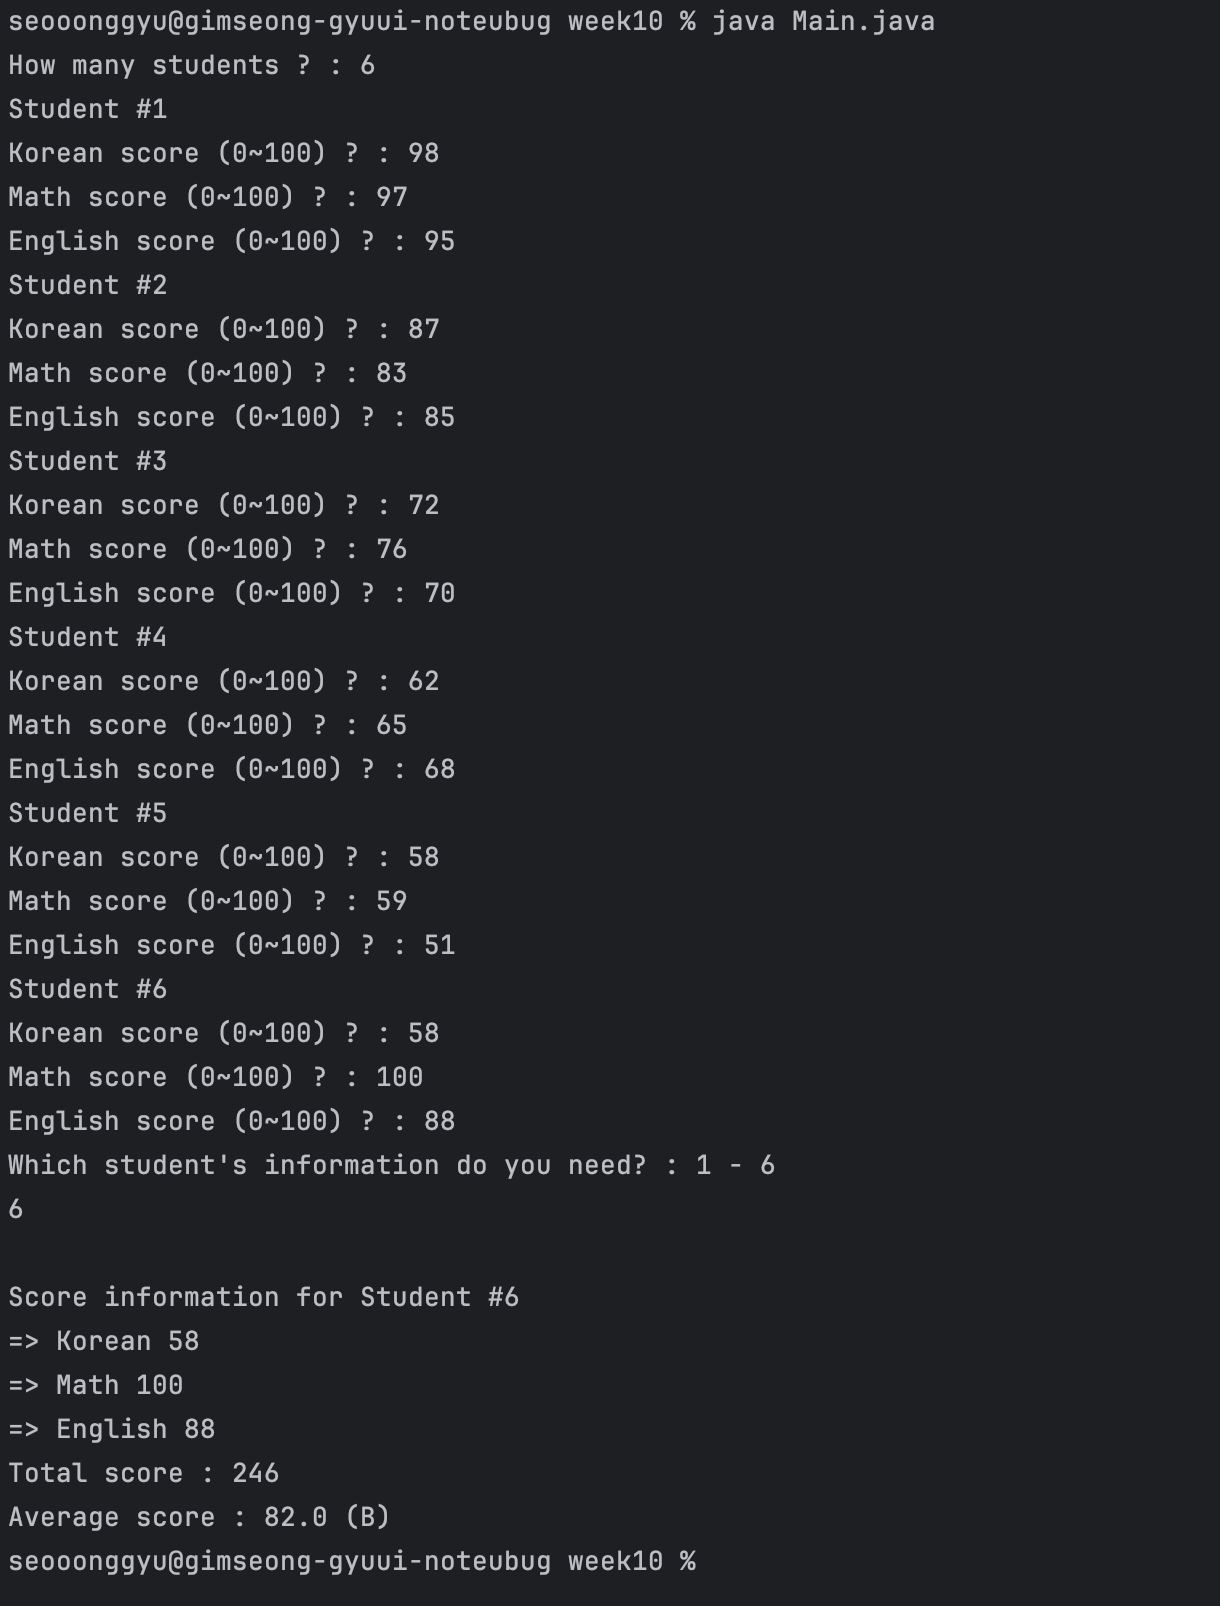 seooonggyu@gimseong-gyuui-noteubug week10 % java Main.java
How many students ? : 6
Student #1
Korean score (0~100) ? : 98
Math score (0~100) ? : 97
English score (0~100) ? : 95
Student #2
Korean score (0~100) ? : 87
Math score (0~100) ? : 83
English score (0~100) ? : 85
Student #3
Korean score (0~100) ? : 72
Math score (0~100) ? : 76
English score (0~100) ? : 70
Student #4
Korean score (0~100) ? : 62
Math score (0~100) ? : 65
English score (0~100) ? : 68
Student #5
Korean score (0~100) ? : 58
Math score (0~100) ? : 59
English score (0~100) ? : 51
Student #6
Korean score (0~100) ? : 58
Math score (0~100) ? : 100
English score (0~100) ? : 88
Which student's information do you need? : 1 - 6
6

Score information for Student #6
=> Korean 58
=> Math 100
=> English 88
Total score : 246
Average score : 82.0 (B)
seooonggyu@gimseong-gyuui-noteubug week10 %